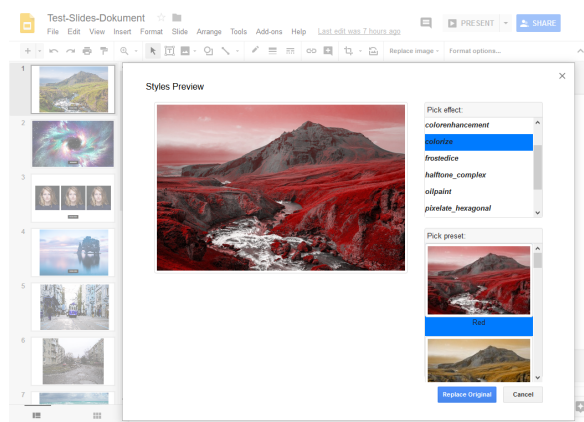 Test-Slides-Dokument
File Edit View Insert Format Slide Arrange Tools Add-ons Help Last edit was 7 hours ago
PRESENT
SHARE
Replace image
Format options...
1
2
3
4
5
6
7
Styles Preview
Pick effect:
colorenhancement
colorize
frostedice
halftone_complex
oilpaint
pixelate_hexagonal
Pick preset:
Red
Replace Original
Cancel